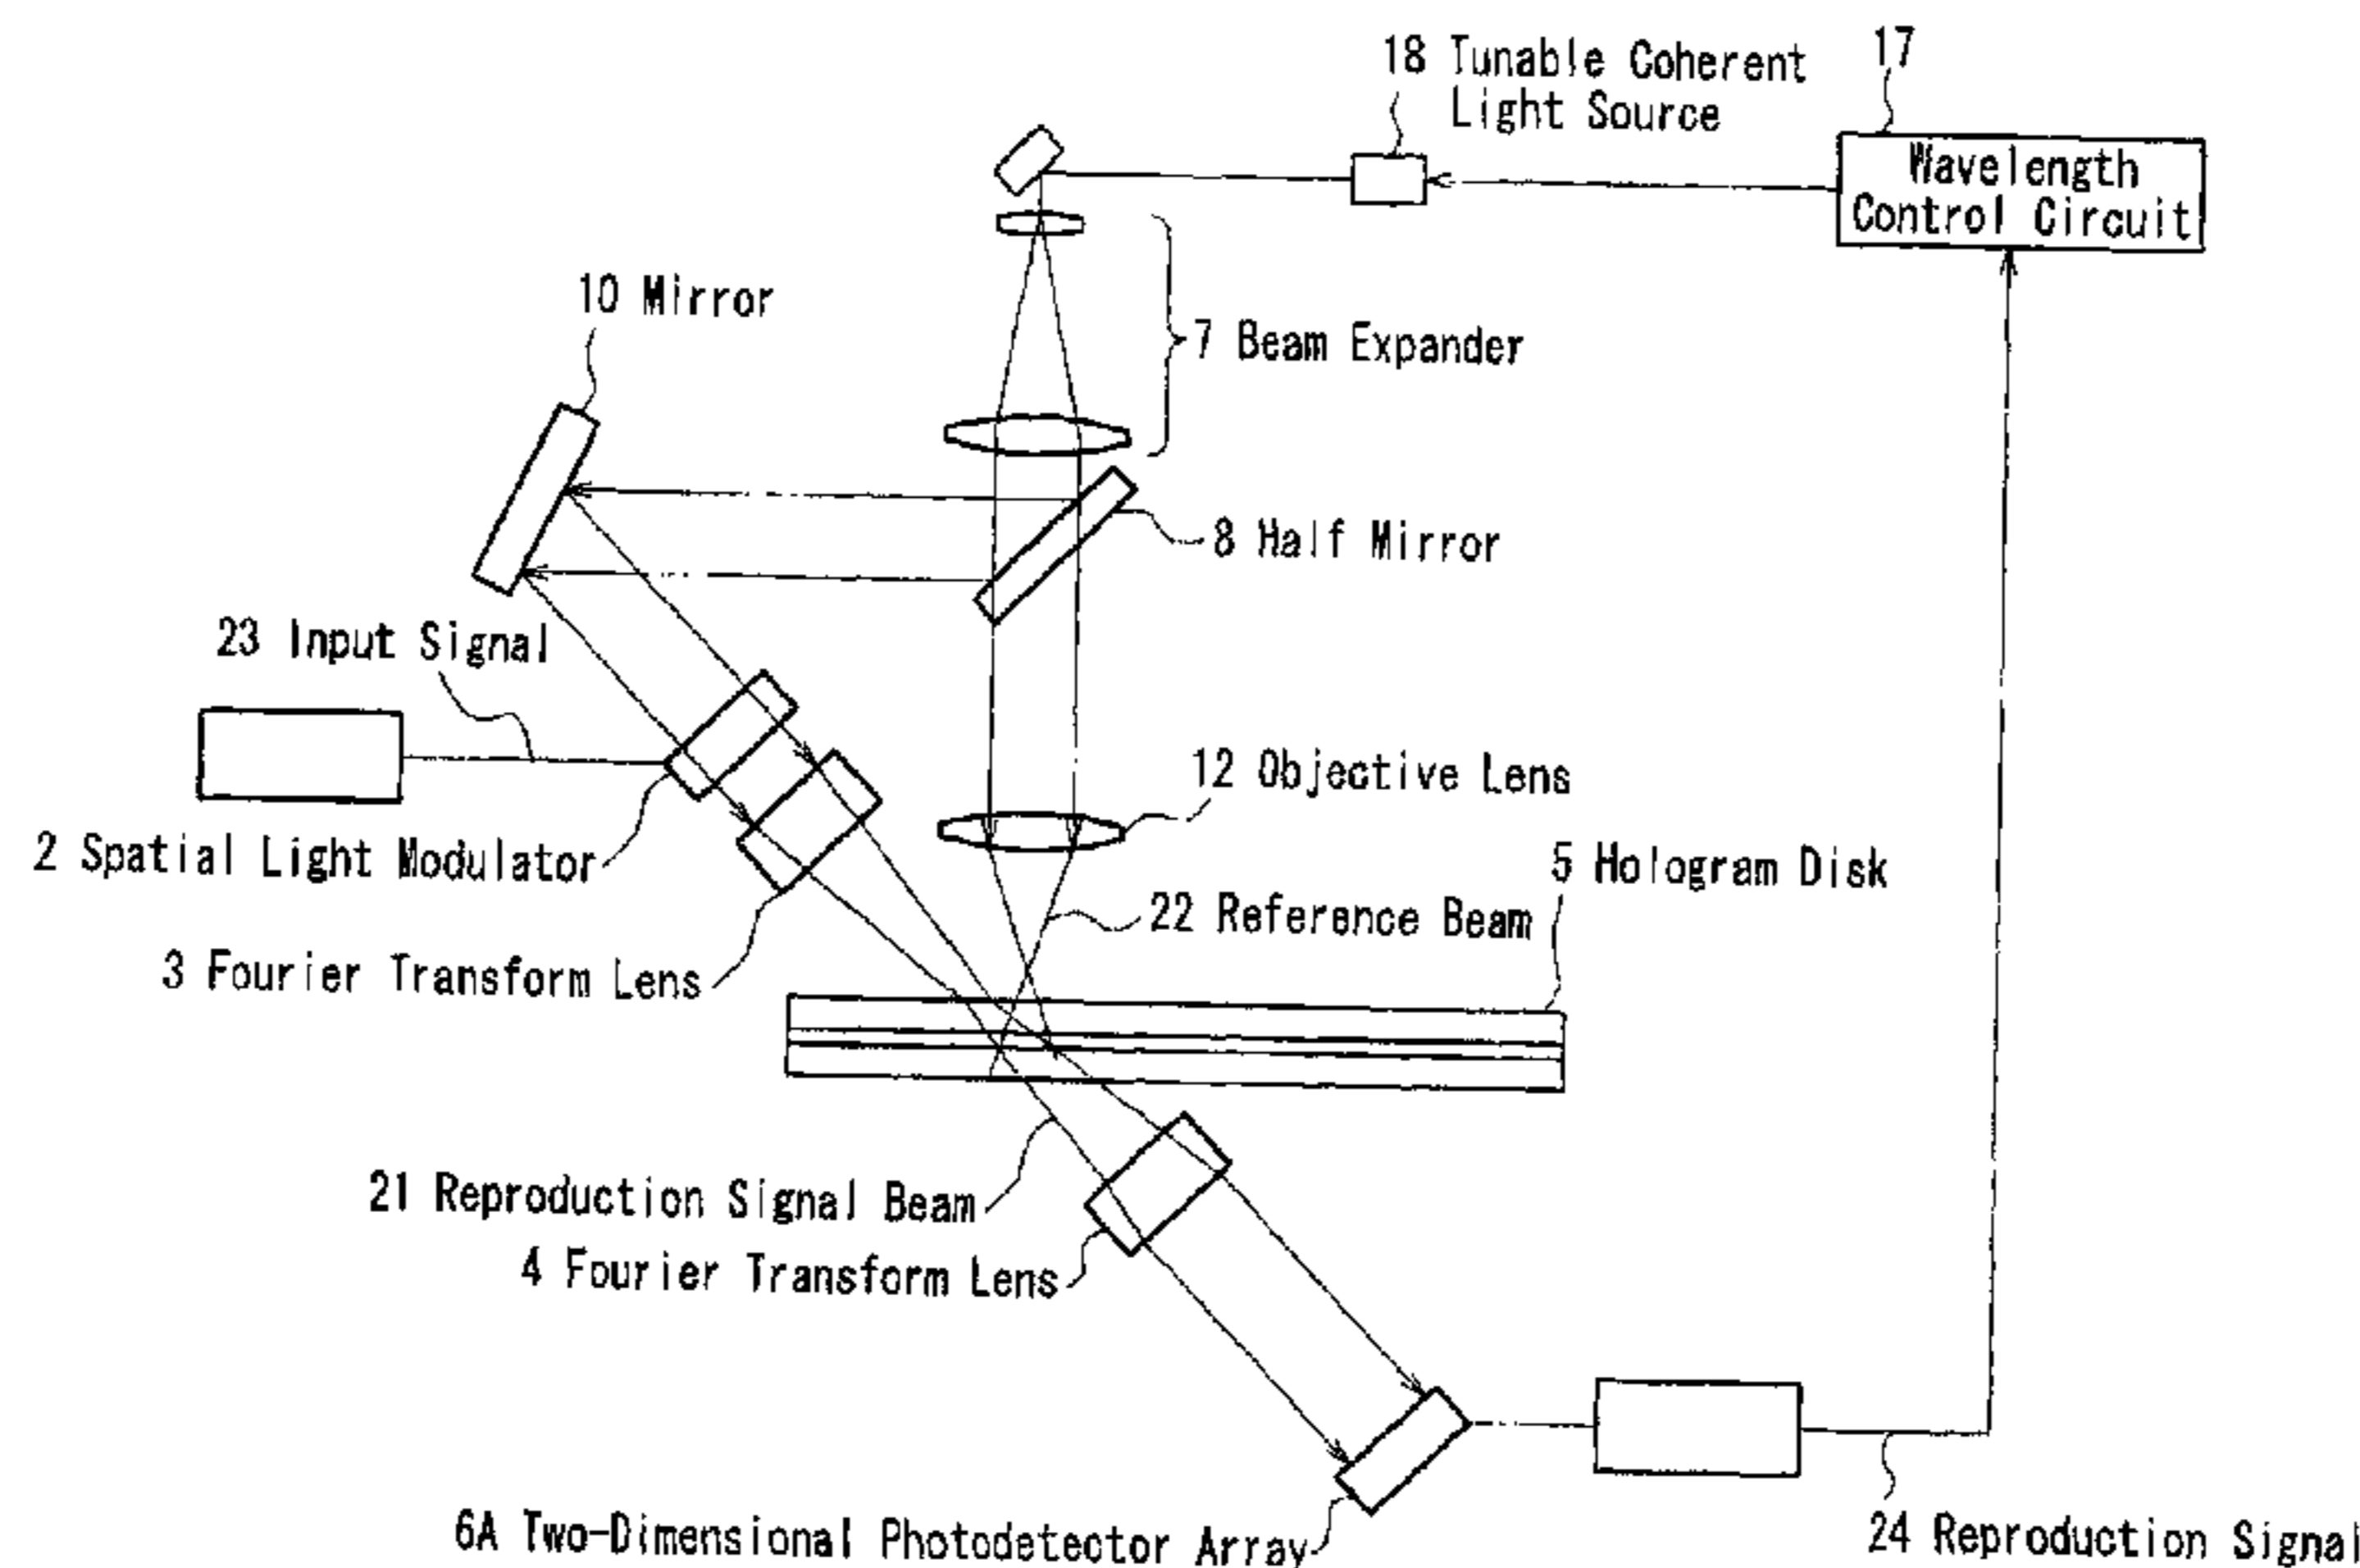 18 Tunable Coherent
Light Source
17
Wavelength
Control Circuit
10 Mirror
7 Beam Expander
8 Half Mirror
23 Input Signal
12 Objective Lens
2 Spatial Light Modulator
5 Hologram Disk
22 Reference Beam
3 Fourier Transform Lens
21 Reproduction Signal Beam
4 Fourier Transform Lens
6A Two-Dimensional Photodetector Array
24 Reproduction Signal